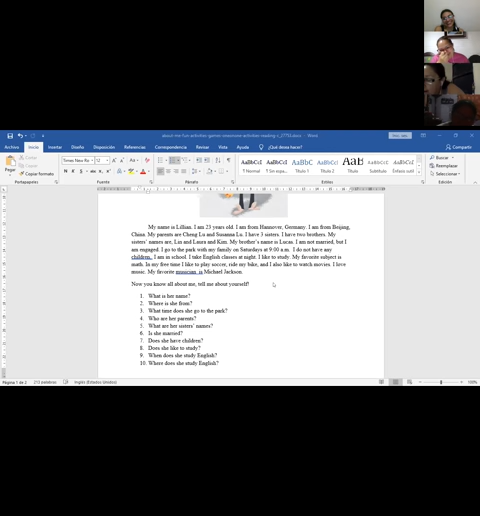 Archivo Inicio Insertar Diseño Disposición Referencias Correspondencia Revisar Vista Ayuda ¿Qué desea hacer? Compartir
Pegar Cortar Copiar Copiar formato
Times New Ro 12
AaBbCcI AaBbCcI AaBbC AaBbCcI AaB AaBbCcD AaBbCcI
¶ Normal Título 1 Título 2 Título Subtítulo Énfasis sutil
Buscar Reemplazar Seleccionar
Portapapeles Fuente Párrafo Estilos Edición
My name is Lillian. I am 23 years old. I am from Hannover, Germany. I am from Beijing,
China. My parents are Cheng Lu and Susanna Lu. I have 3 sisters. I have two brothers. My
sisters' names are, Lin and Laura and Kim. My brother's name is Lucas. I am not married, but I
am engaged. I go to the park with my family on Saturdays at 9:00 a.m. I do not have any
children. I am in school. I take English classes at night. I like to study. My favorite subject is
math. In my free time I like to play soccer, ride my bike, and I also like to watch movies. I love
music. My favorite musician is Michael Jackson.
Now you know all about me, tell me about yourself!
1. What is her name?
2. Where is she from?
3. What time does she go to the park?
4. Who are her parents?
5. What are her sisters' names?
6. Is she married?
7. Does she have children?
8. Does she like to study?
9. When does she study English?
10. Where does she study English?
Página 1 de 2 213 palabras Inglés (Estados Unidos) 100%